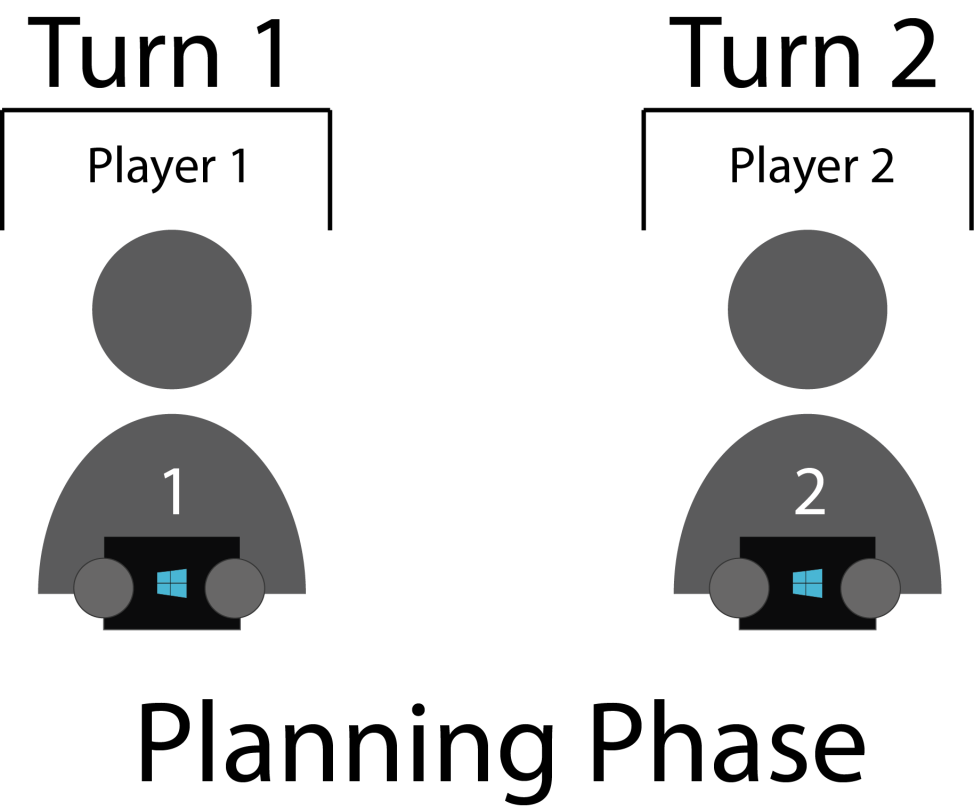 Turn 1
Turn 2
Player 1
Player 2
1
2
Planning Phase